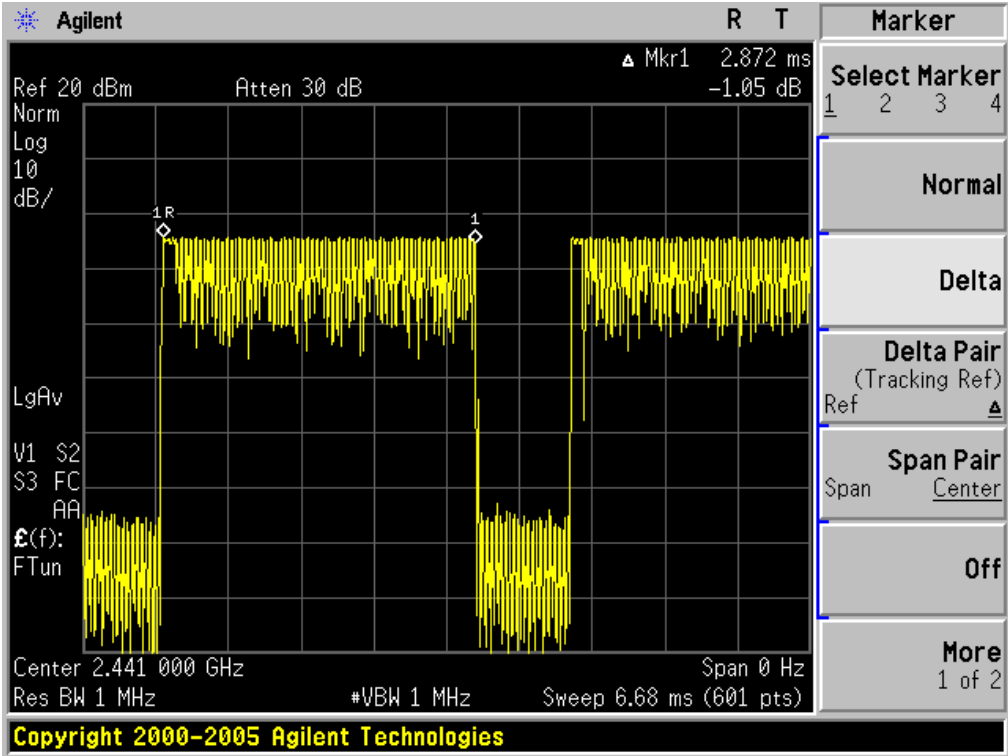 Agilent R T
Δ Mkr1 2.872 ms
Ref 20 dBm Atten 30 dB -1.05 dB
Norm
Log
10
dB/
1R
1
LgAv
V1 S2
S3 FC
AA
£(f):
FTun
Center 2.441 000 GHz Span 0 Hz
Res BW 1 MHz #VBW 1 MHz Sweep 6.68 ms (601 pts)
Copyright 2000-2005 Agilent Technologies
Marker
Select Marker
1 2 3 4
Normal
Delta
Delta Pair
(Tracking Ref)
Ref Δ
Span Pair
Span Center
Off
More
1 of 2